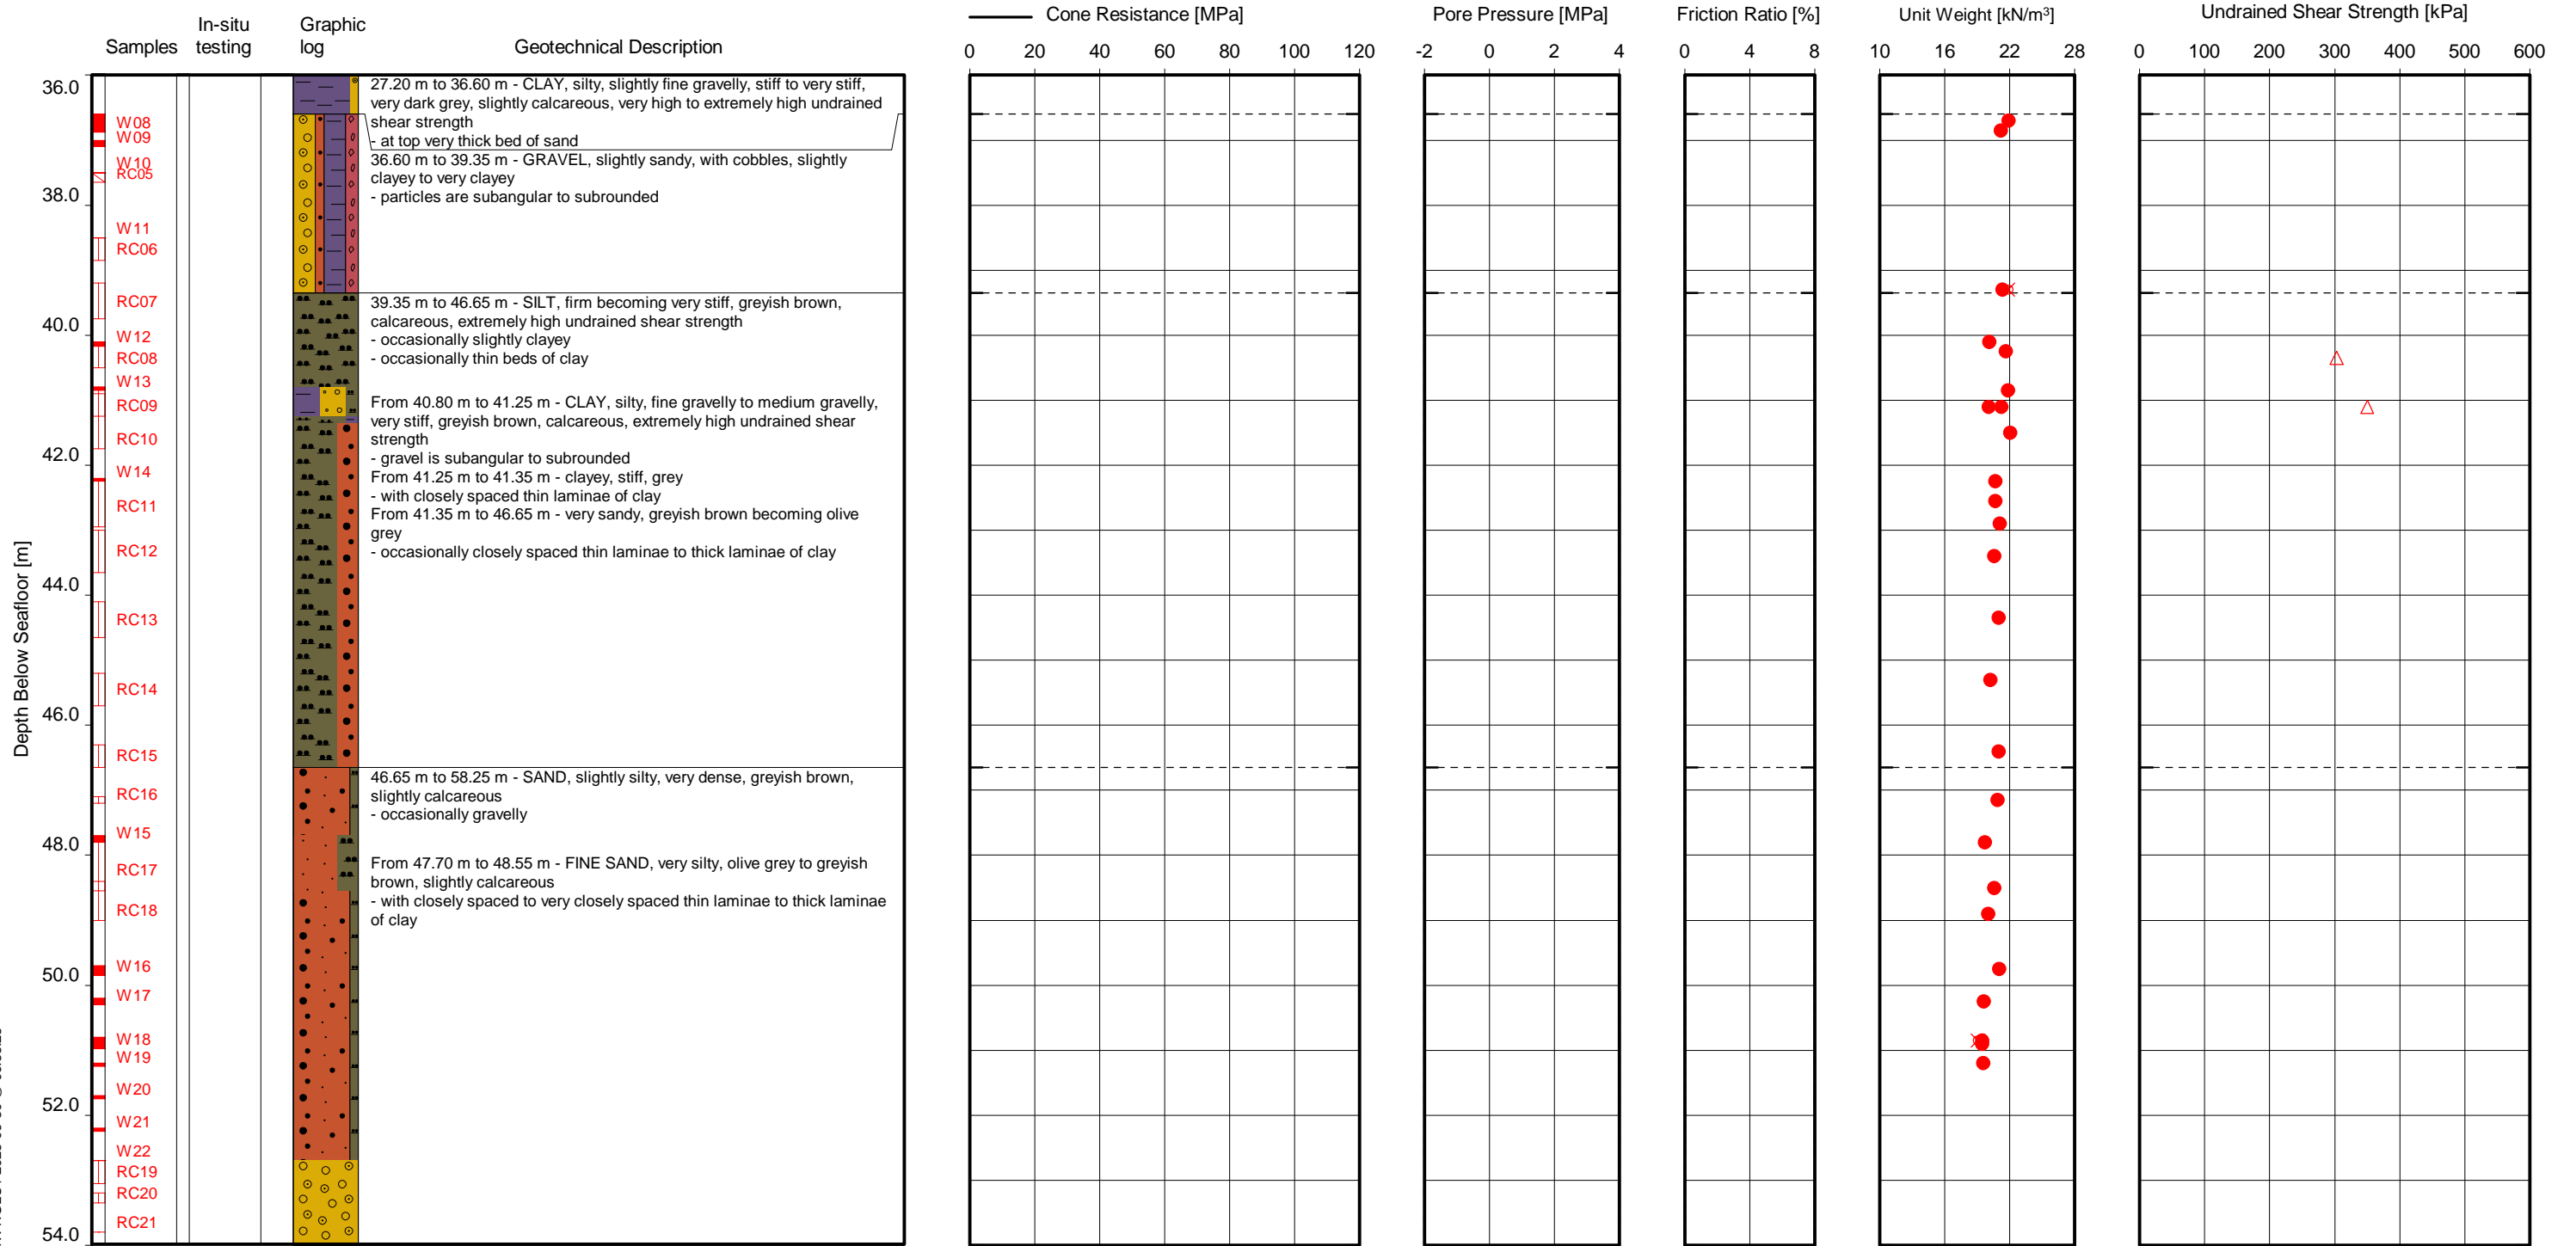 Samples
In-situ
testing
Graphic
log
Geotechnical Description
Cone Resistance [MPa]
Pore Pressure [MPa]
Friction Ratio [%]
Unit Weight [kN/m³]
Undrained Shear Strength [kPa]
0 20 40 60 80 100 120
-2 0 2 4
0 4 8
10 16 22 28
0 100 200 300 400 500 600
Depth Below Seafloor [m]
36.0
38.0
40.0
42.0
44.0
46.0
48.0
50.0
52.0
54.0
W08
W09
W10
RC05
W11
RC06
RC07
W12
RC08
W13
RC09
RC10
W14
RC11
RC12
RC13
RC14
RC15
RC16
W15
RC17
RC18
W16
W17
W18
W19
W20
W21
W22
RC19
RC20
RC21
27.20 m to 36.60 m - CLAY, silty, slightly fine gravelly, stiff to very stiff,
very dark grey, slightly calcareous, very high to extremely high undrained
shear strength
- at top very thick bed of sand
36.60 m to 39.35 m - GRAVEL, slightly sandy, with cobbles, slightly
clayey to very clayey
- particles are subangular to subrounded
39.35 m to 46.65 m - SILT, firm becoming very stiff, greyish brown,
calcareous, extremely high undrained shear strength
- occasionally slightly clayey
- occasionally thin beds of clay
From 40.80 m to 41.25 m - CLAY, silty, fine gravelly to medium gravelly,
very stiff, greyish brown, calcareous, extremely high undrained shear
strength
- gravel is subangular to subrounded
From 41.25 m to 41.35 m - clayey, stiff, grey
- with closely spaced thin laminae of clay
From 41.35 m to 46.65 m - very sandy, greyish brown becoming olive
grey
- occasionally closely spaced thin laminae to thick laminae of clay
46.65 m to 58.25 m - SAND, slightly silty, very dense, greyish brown,
slightly calcareous
- occasionally gravelly
From 47.70 m to 48.55 m - FINE SAND, very silty, olive grey to greyish
brown, slightly calcareous
- with closely spaced to very closely spaced thin laminae to thick laminae
of clay